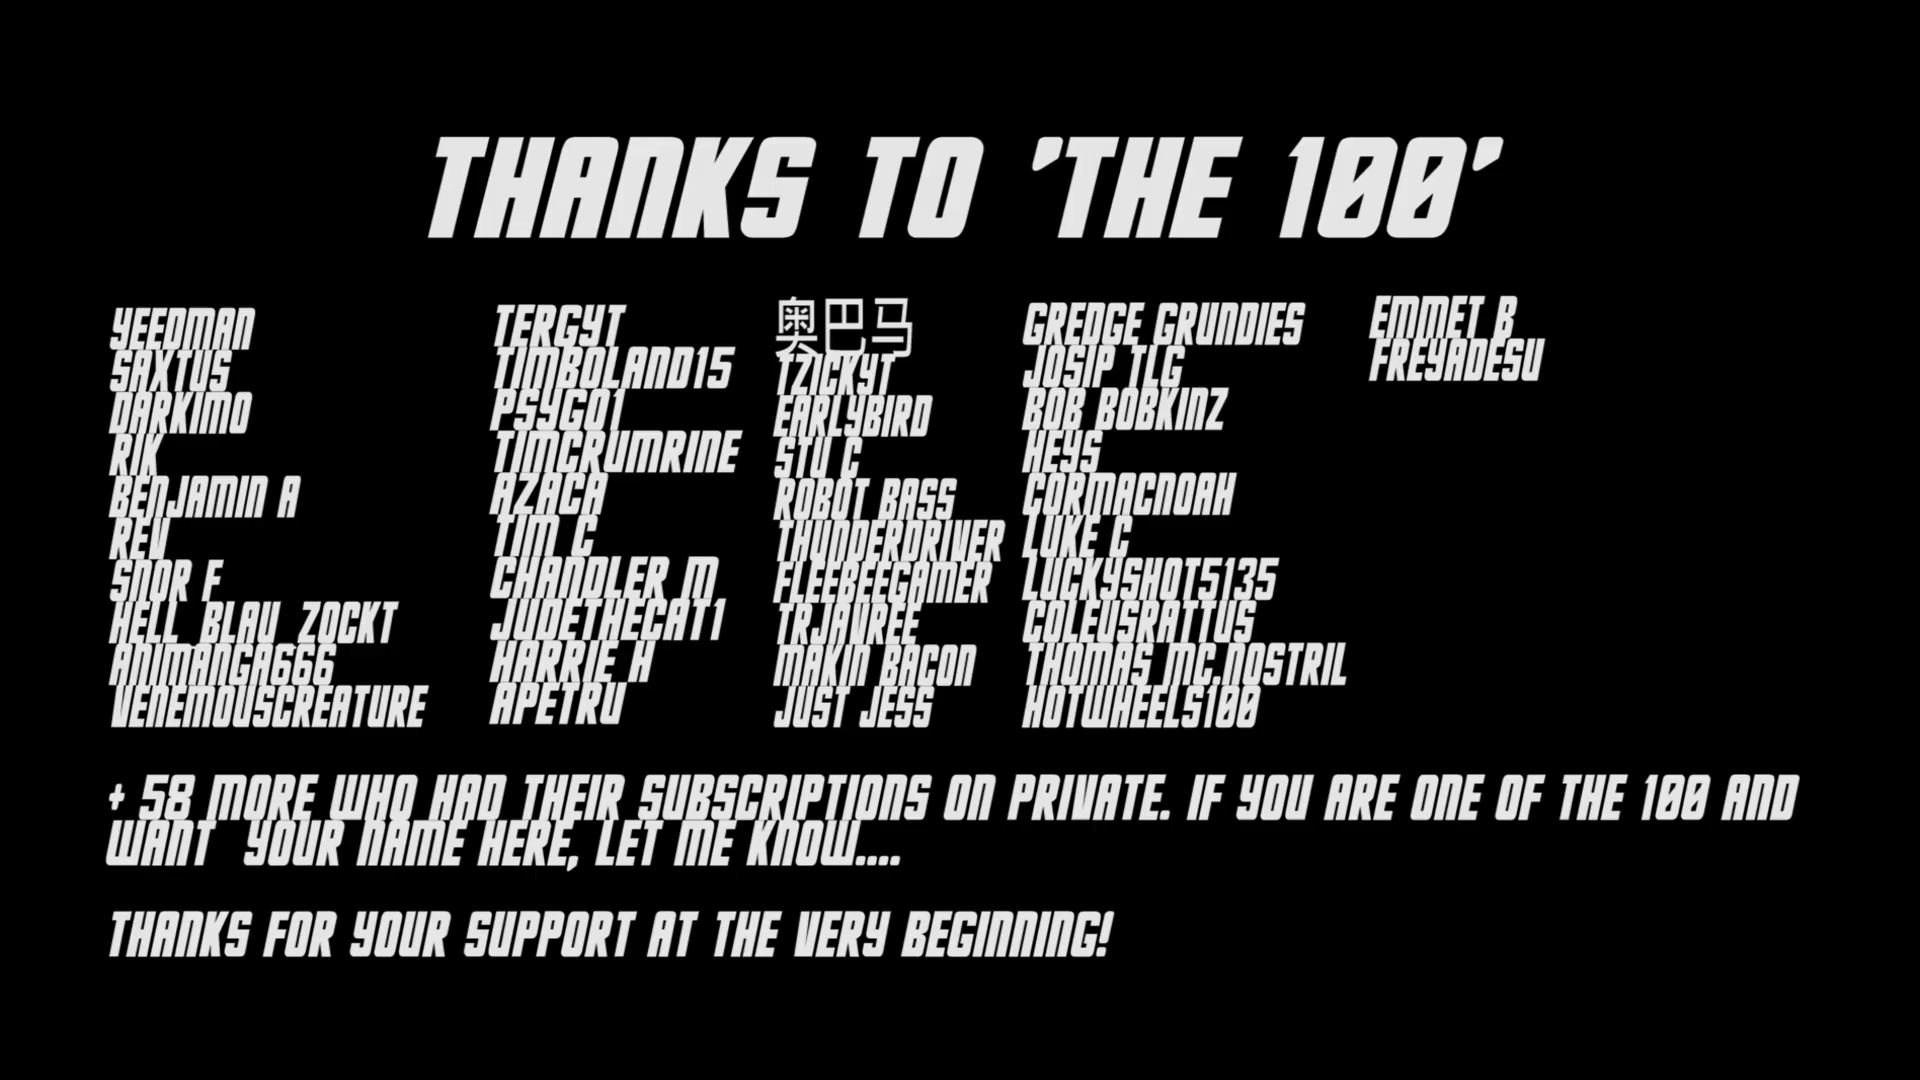 THANKS TO 'THE 100'
YEEDMAN
SAXTUS
DARKIMO
RIK
BENJAMIN A
REV
SNOR F
HELL_BLAU_ZOCKT
ANIMANGA666
VENEMOUSCREATURE
TERGYT
TIMBOLAND15
PSYGO1
TIMCRUMRINE
AZACA
TIM C
CHANDLER M
JUDETHECAT1
HARRIE H
APETRU
奥巴马
TZICKYT
EARLYBIRD
STU C
ROBOT BASS
THUNDERDRIVER
FLEEBEEGAMER
TRJAVREE
MAKIN BACON
JUST JESS
GREDGE GRUNDIES
JOSIP TLG
BOB BOBKINZ
HEYS
CORMACNOAH
LUKE C
LUCKYSHOT5135
COLEUSRATTUS
THOMAS MC.NOSTRIL
HOTWHEELS100
EMMET B
FREYADESU
+ 58 MORE WHO HAD THEIR SUBSCRIPTIONS ON PRIVATE. IF YOU ARE ONE OF THE 100 AND
WANT YOUR NAME HERE, LET ME KNOW....
THANKS FOR YOUR SUPPORT AT THE VERY BEGINNING!